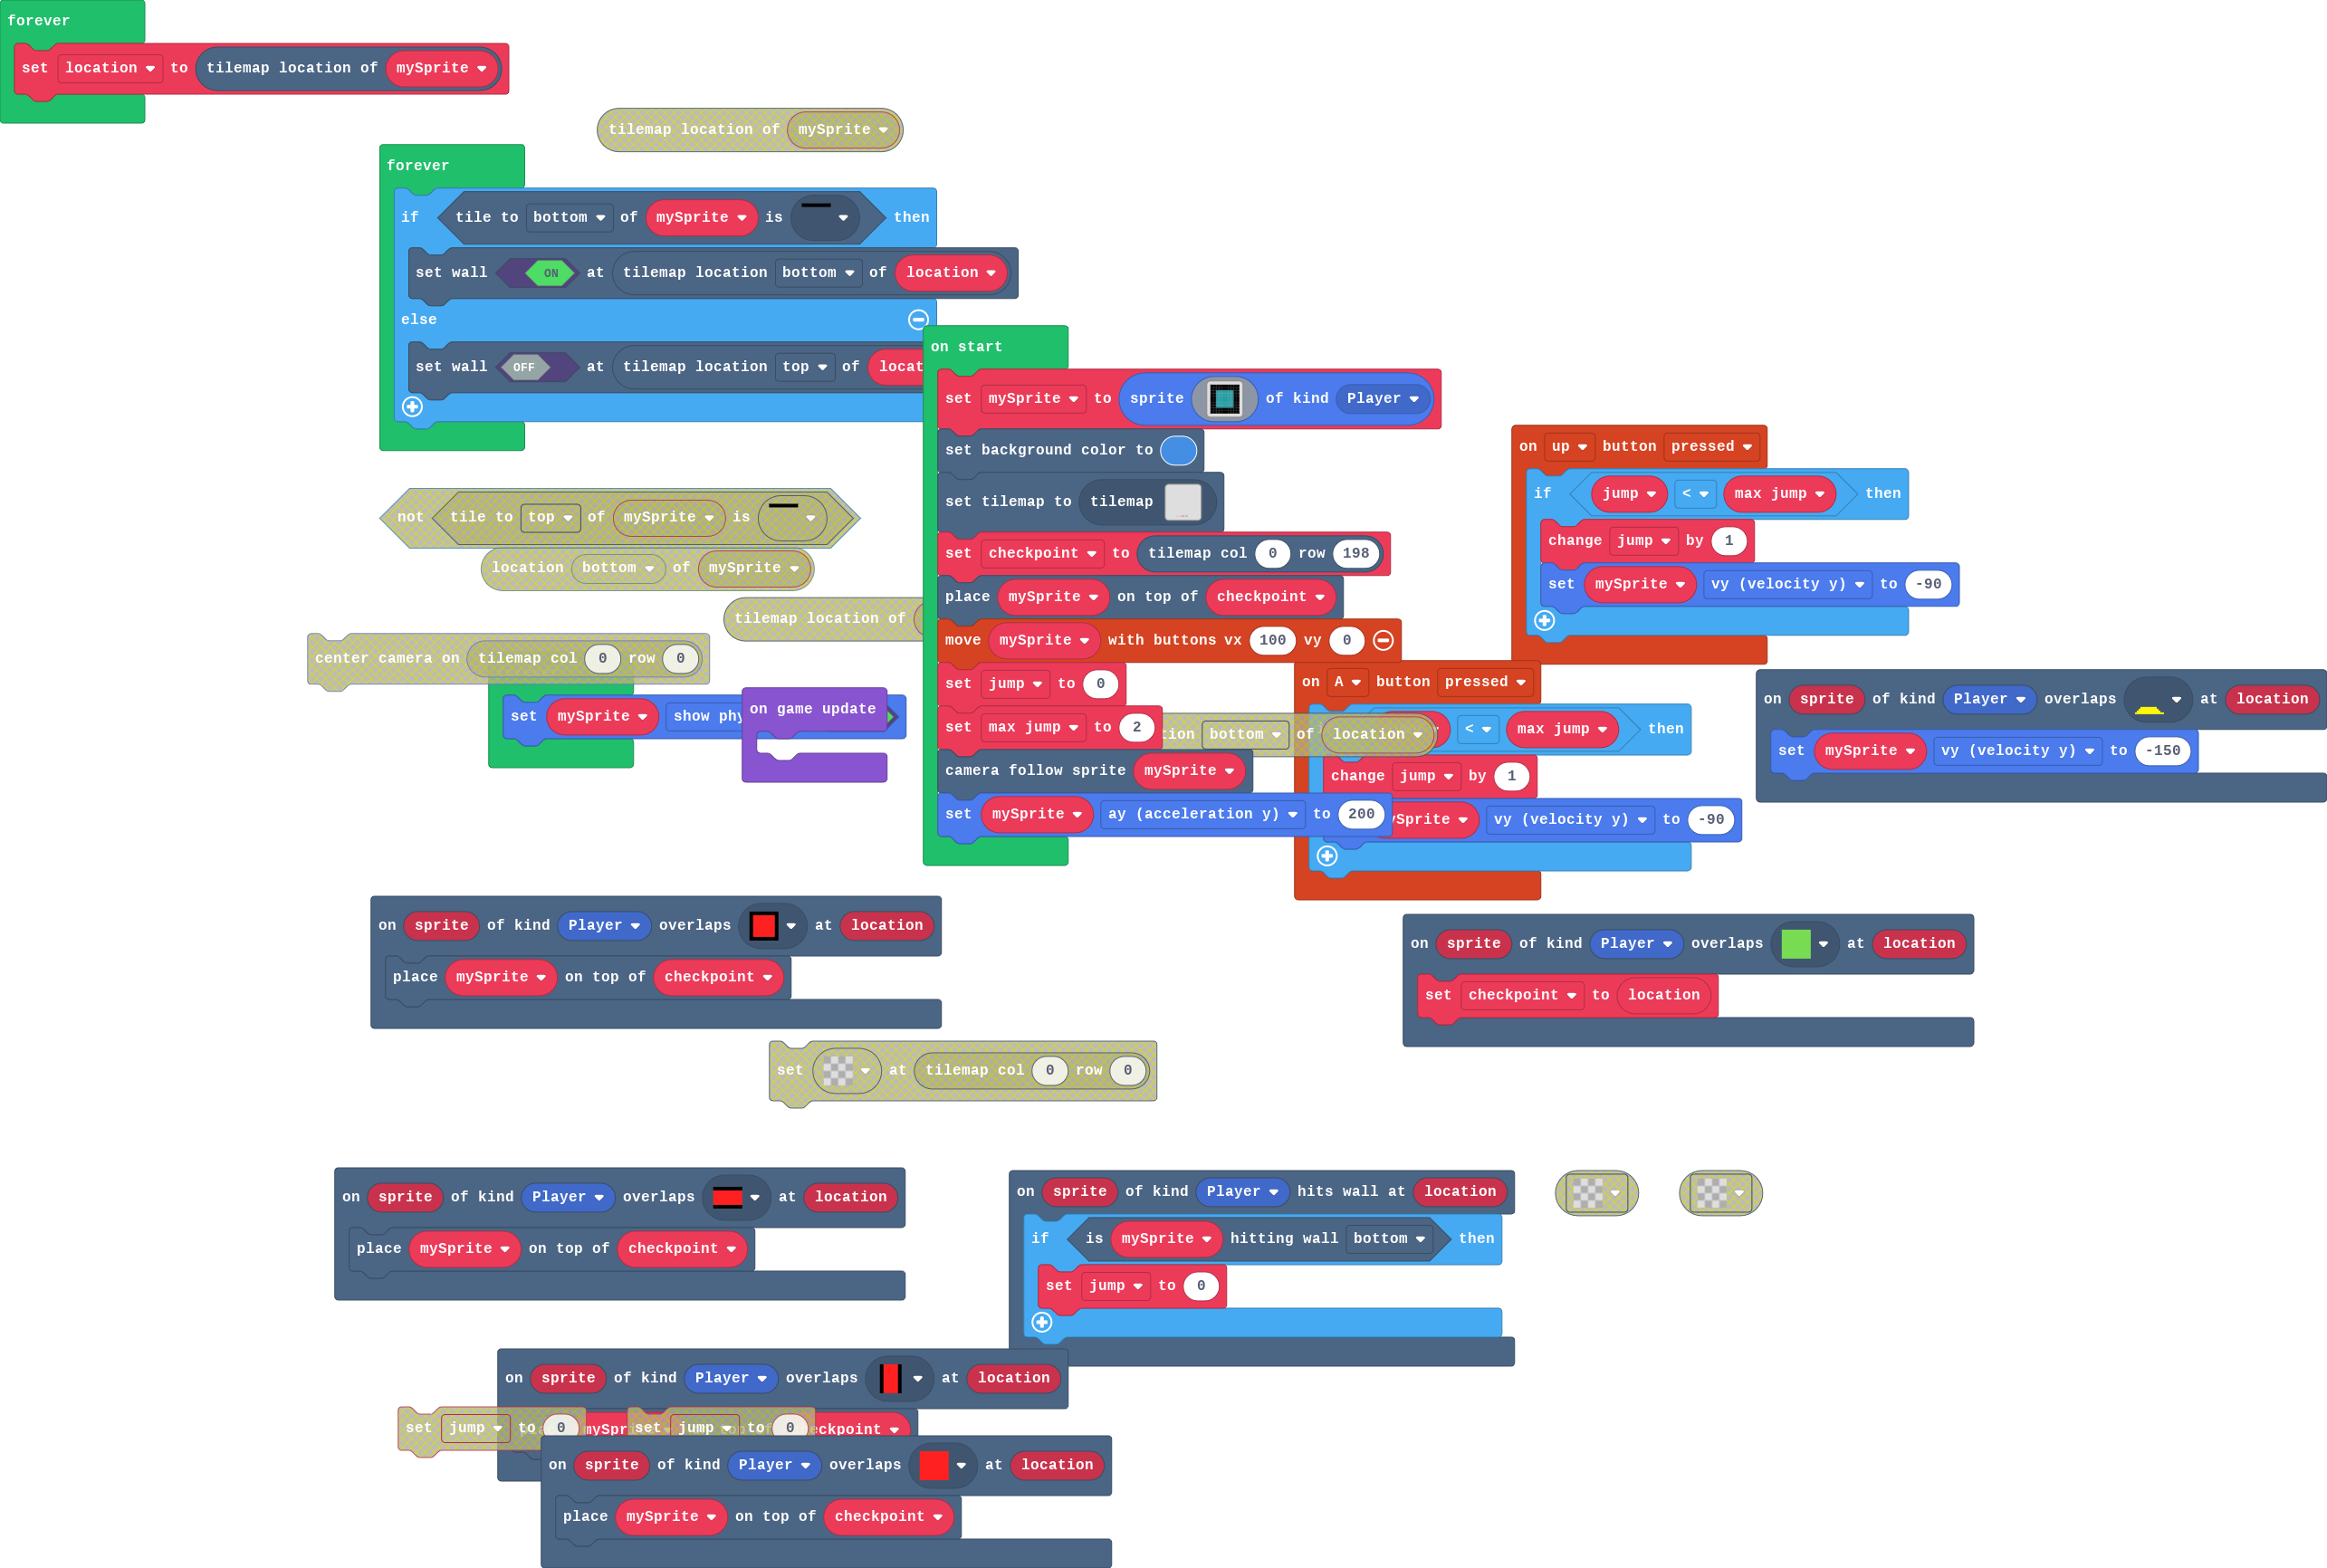 forever
set location to tilemap location of mySprite
tilemap location of mySprite
forever
if tile to bottom of mySprite is then
set wall ON at tilemap location bottom of location
else
set wall OFF at tilemap location top of
on start
set mySprite to sprite of kind Player
set background color to
set tilemap to tilemap
set checkpoint to tilemap col 0 row 198
place mySprite on top of checkpoint
move mySprite with buttons vx 100 vy 0
set jump to 0
set max jump to 2
camera follow sprite mySprite
set mySprite ay (acceleration y) to 200
on up button pressed
if jump < max jump then
change jump by 1
set mySprite vy (velocity y) to -90
not tile to top of mySprite is
location bottom of mySprite
tilemap location of
center camera on tilemap col 0 row 0
set mySprite show
on game update
bottom of location
on A button pressed
< max jump then
change jump by 1
vy (velocity y) to -90
on sprite of kind Player overlaps at location
set mySprite vy (velocity y) to -150
on sprite of kind Player overlaps at location
place mySprite on top of checkpoint
on sprite of kind Player overlaps at location
set checkpoint to location
set at tilemap col 0 row 0
on sprite of kind Player overlaps at location
place mySprite on top of checkpoint
on sprite of kind Player hits wall at location
if is mySprite hitting wall bottom then
set jump to 0
on sprite of kind Player overlaps at location
set jump to 0
set jump to 0
on sprite of kind Player overlaps at location
place mySprite on top of checkpoint